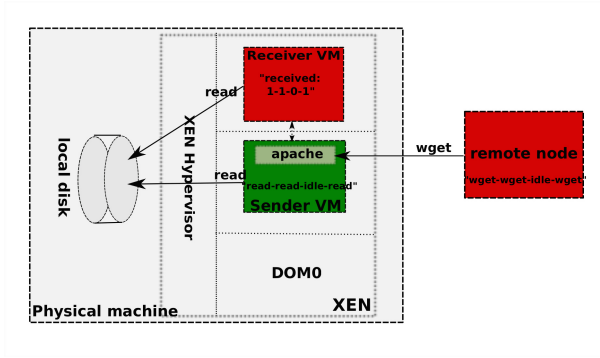 Receiver VM
"received:
1-1-0-1"
read
XEN Hypervisor
local disk
apache
wget
remote node
"wget-wget-idle-wget"
read
"read-read-idle-read"
Sender VM
DOM0
XEN
Physical machine